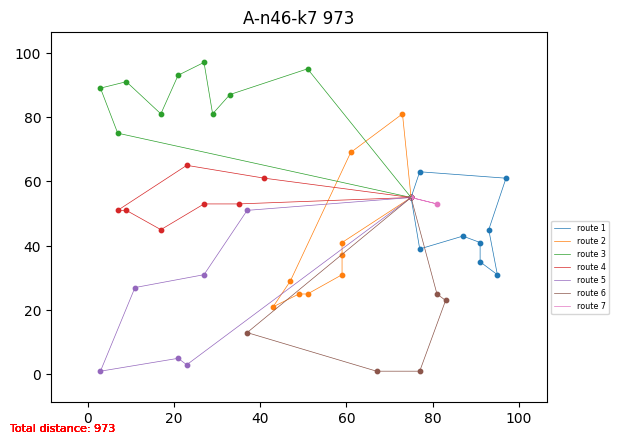 A-n46-k7 973
100
80
60
40
20
0
0 20 40 60 80 100
route 1
route 2
route 3
route 4
route 5
route 6
route 7
Total distance: 973